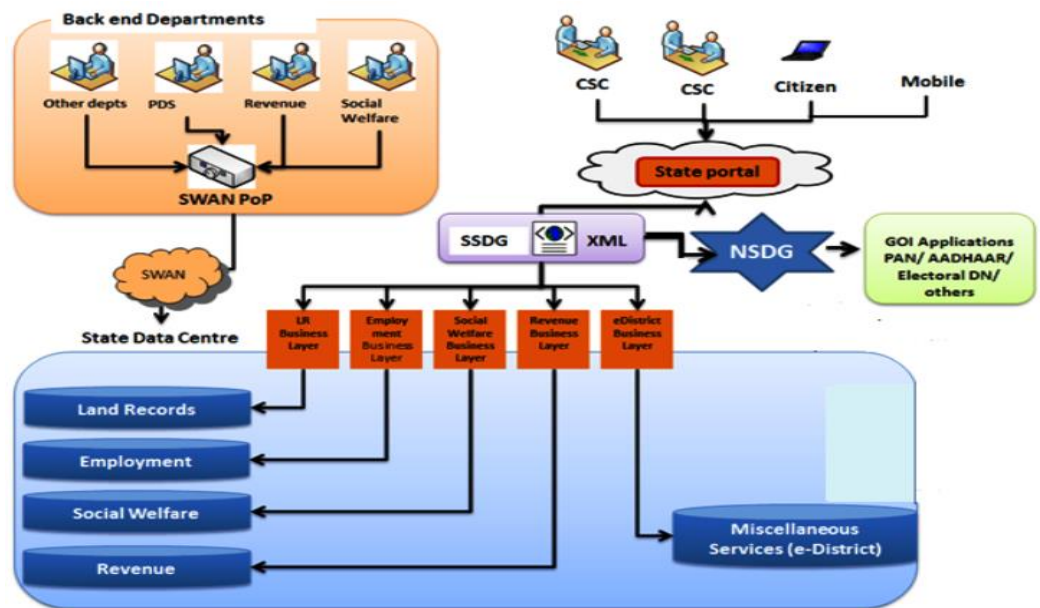 Back end Departments
Other depts
PDS
Revenue
Social
Welfare
SWAN PoP
SWAN
State Data Centre
CSC
CSC
Citizen
Mobile
State portal
SSDG
XML
NSDG
GOI Applications
PAN/ AADHAAR/
Electoral DN/
others
LR
Business
Layer
Employ
ment
Business
Layer
Social
Welfare
Business
Layer
Revenue
Business
Layer
eDistrict
Business
Layer
Land Records
Employment
Social Welfare
Revenue
Miscellaneous
Services (e-District)